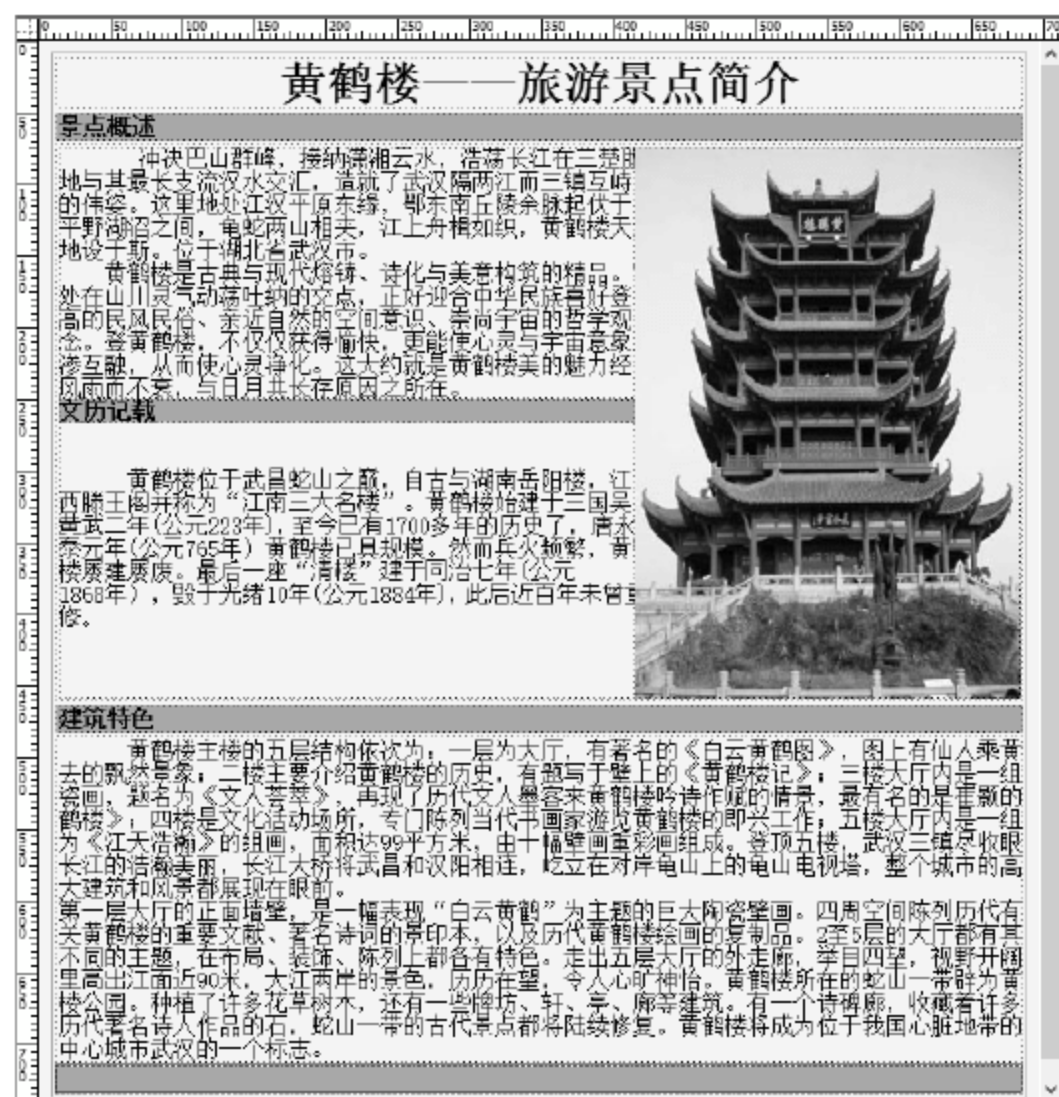 0 50 100 150 200 250 300 350 400 450 500 550 600 650 70
黄鹤楼——旅游景点简介
景点概述
冲决巴山群峰，接纳潇湘云水，浩荡长江在三楚腹
地与其最长支流汉水交汇，造就了武汉隔两江而三镇互峙
的伟姿。这里地处江汉平原东缘，鄂东南丘陵余脉起伏于
平野湖沼之间，龟蛇两山相夹，江上舟楫如织，黄鹤楼天
地设于斯。位于湖北省武汉市。
黄鹤楼是古典与现代熔铸、诗化与美意构筑的精品。
处在山川灵气动荡吐纳的交点，正好迎合中华民族喜好登
高的民风民俗、亲近自然的空间意识、崇尚宇宙的哲学观
念。登黄鹤楼，不仅仅获得愉快，更能使心灵与宇宙意象
渗互融，从而使心灵净化。这大约就是黄鹤楼美的魅力经
风雨而不衰，与日月共长存原因之所在。
文历记载
黄鹤楼位于武昌蛇山之巅，自古与湖南岳阳楼，江
西滕王阁并称为“江南三大名楼”。黄鹤楼始建于三国吴
黄武二年(公元223年)，至今已有1700多年的历史了，唐永
泰元年(公元765年) 黄鹤楼已具规模。然而兵火频繁，黄
楼屡建屡废。最后一座“清楼”建于同治七年(公元
1868年），毁于光绪10年(公元1884年)，此后近百年未曾重
修。
黄鹤楼
建筑特色
黄鹤楼主楼的五层结构依次为：一层为大厅，有著名的《白云黄鹤图》，图上有仙人乘黄
去的飘然景象；二楼主要介绍黄鹤楼的历史，有题写于壁上的《黄鹤楼记》；三楼大厅内是一组
瓷画，题名为《文人荟萃》，再现了历代文人墨客来黄鹤楼吟诗作赋的情景，最有名的是崔颢的
鹤楼》；四楼是文化活动场所，专门陈列当代书画家游览黄鹤楼的即兴工作；五楼大厅内是一组
为《江天浩瀚》的组画，面积达99平方米，由十幅壁画重彩画组成。登顶五楼，武汉三镇尽收眼
长江的浩瀚美丽，长江大桥将武昌和汉阳相连，屹立在对岸龟山上的龟山电视塔，整个城市的高
大建筑和风景都展现在眼前。
第一层大厅的正面墙壁，是一幅表现“白云黄鹤”为主题的巨大陶瓷壁画。四周空间陈列历代有
关黄鹤楼的重要文献、著名诗词的景印本，以及历代黄鹤楼绘画的复制品。2至5层的大厅都有其
不同的主题，在布局、装饰、陈列上都各有特色。走出五层大厅的外走廊，举目四望，视野开阔
里高出江面近90米，大江两岸的景色，历历在望，令人心旷神怡。黄鹤楼所在的蛇山一带辟为黄
楼公园。种植了许多花草树木，还有一些牌坊、轩、亭、廊等建筑。有一个诗碑廊，收藏着许多
历代著名诗人作品的石，蛇山一带的古代景点都将陆续修复。黄鹤楼将成为位于我国心脏地带的
中心城市武汉的一个标志。